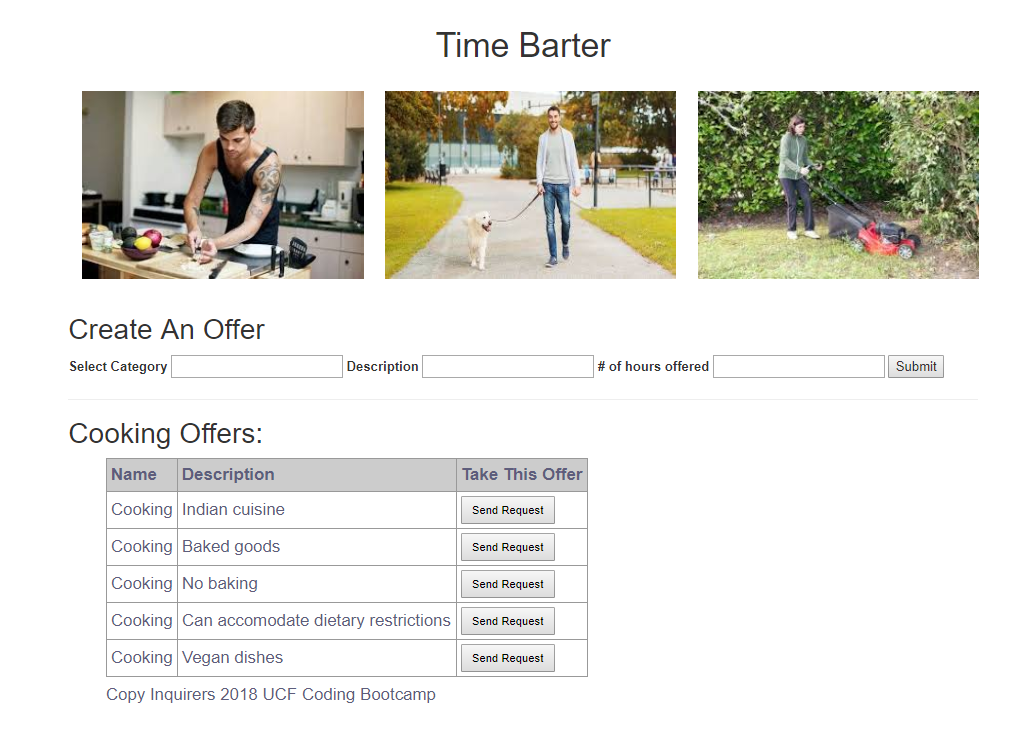 Time Barter
Create An Offer
Select Category Description # of hours offered Submit
Cooking Offers:
Name Description Take This Offer
Cooking Indian cuisine Send Request
Cooking Baked goods Send Request
Cooking No baking Send Request
Cooking Can accomodate dietary restrictions Send Request
Cooking Vegan dishes Send Request
Copy Inquirers 2018 UCF Coding Bootcamp